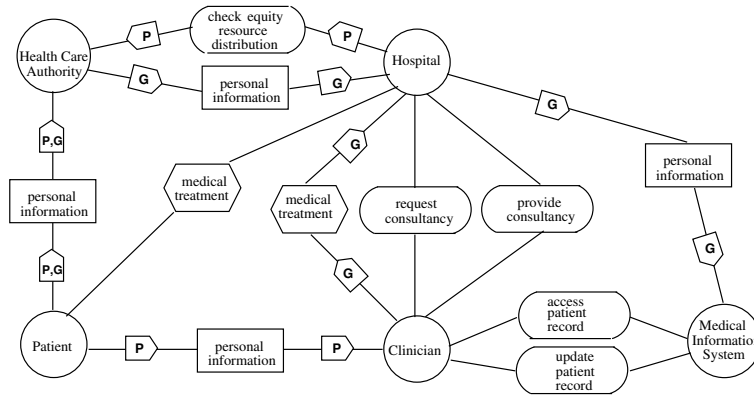 check equity
resource
distribution
P
P
Health Care
Authority
Hospital
G
personal
information
G
G
P,G
G
personal
information
medical
treatment
medical
treatment
request
consultancy
provide
consultancy
personal
information
P,G
G
G
access
patient
record
Patient
P
personal
information
P
Clinician
Medical
Information
System
update
patient
record